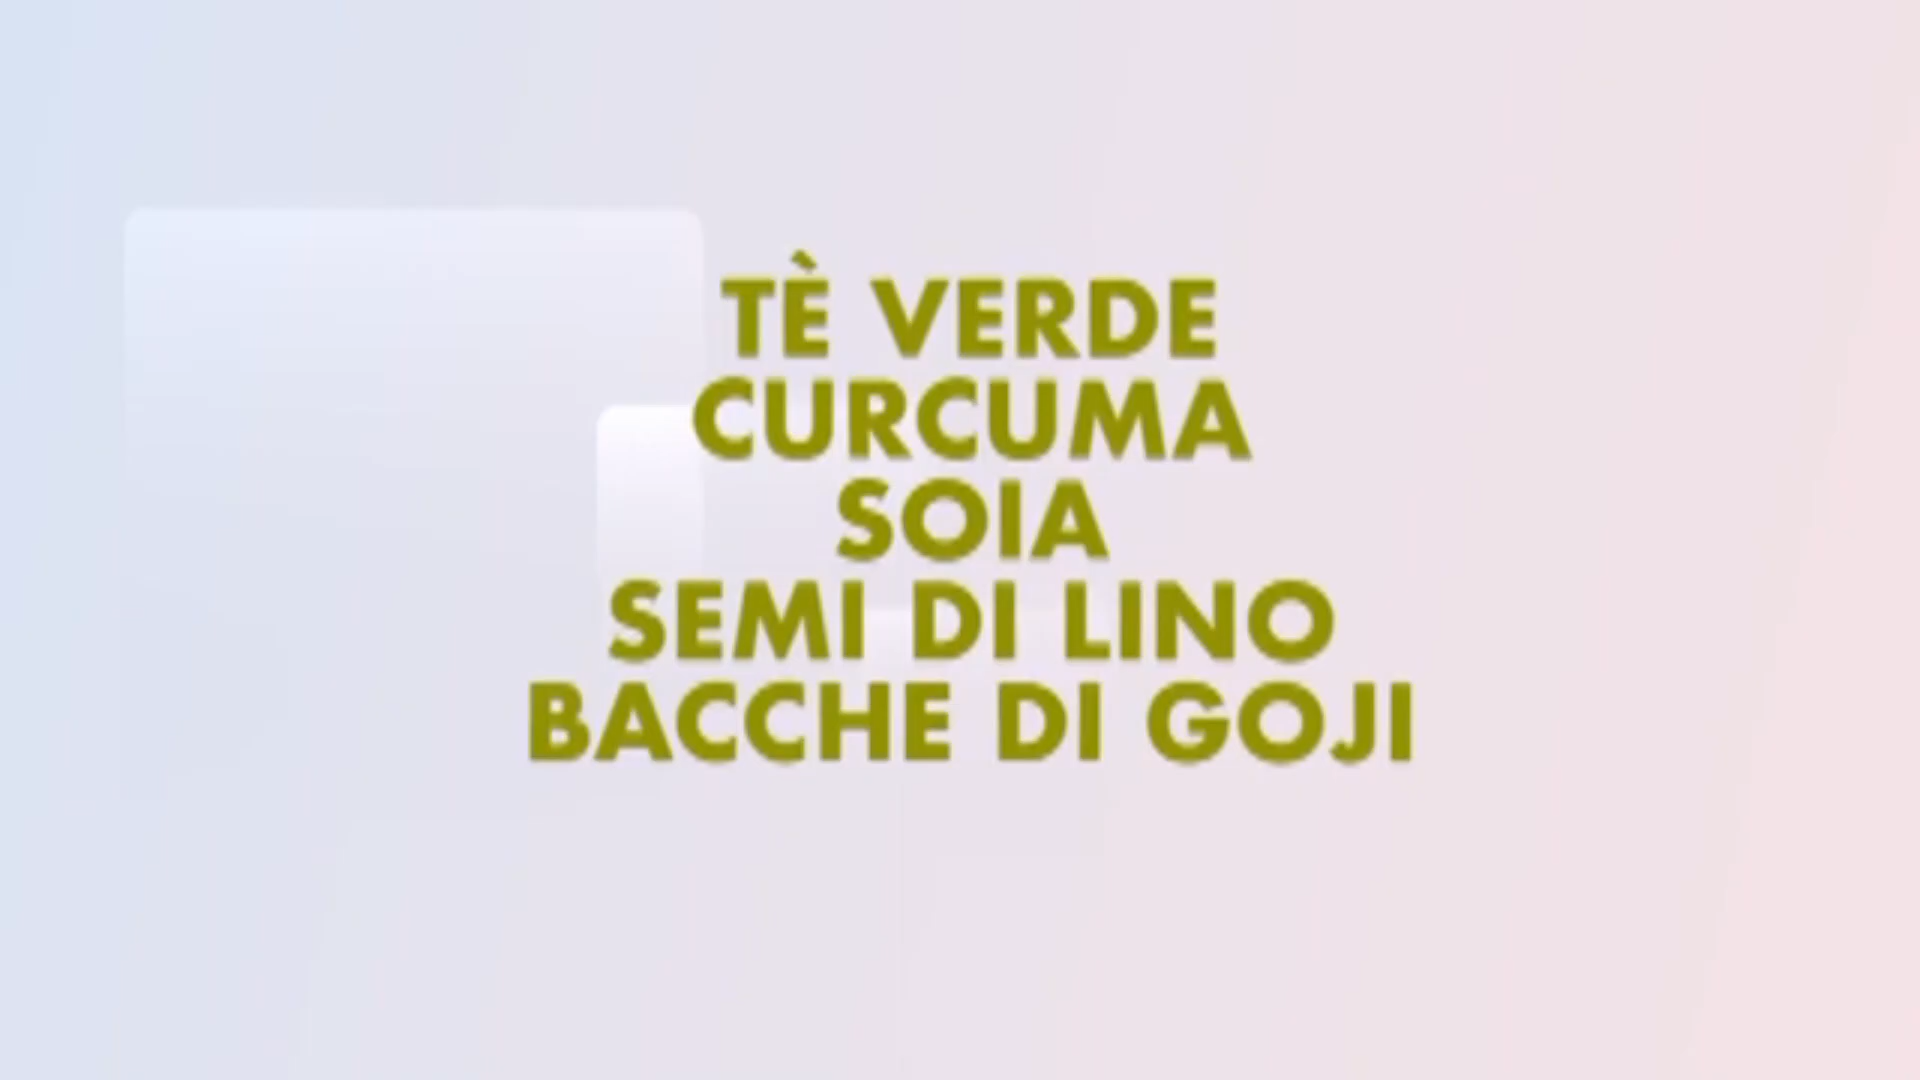 TÈ VERDE
CURCUMA
SOIA
SEMI DI LINO
BACCHE DI GOJI